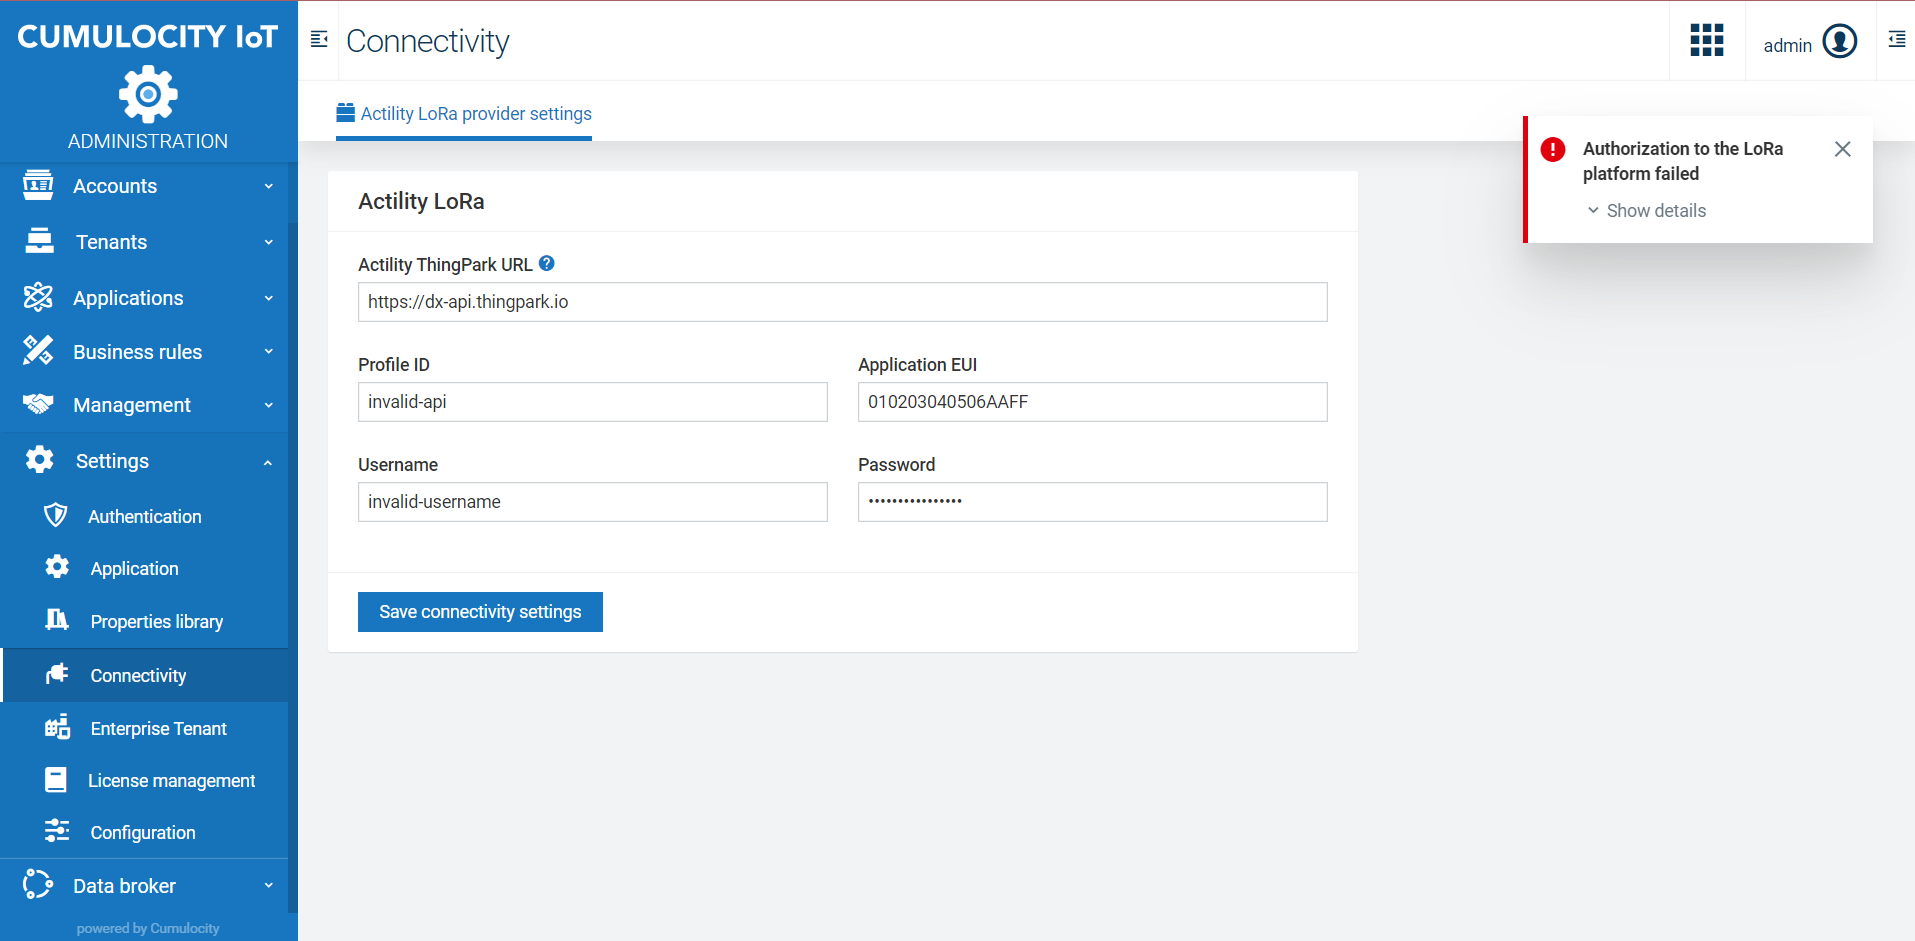 CUMULOCITY IoT
ADMINISTRATION
Accounts
Tenants
Applications
Business rules
Management
Settings
Authentication
Application
Properties library
Connectivity
Enterprise Tenant
License management
Configuration
Data broker
powered by Cumulocity
Connectivity
admin
Actility LoRa provider settings
Authorization to the LoRa
platform failed
Show details
Actility LoRa
Actility ThingPark URL
https://dx-api.thingpark.io
Profile ID
Application EUI
invalid-api
010203040506AAFF
Username
Password
invalid-username
••••••••••••••••
Save connectivity settings